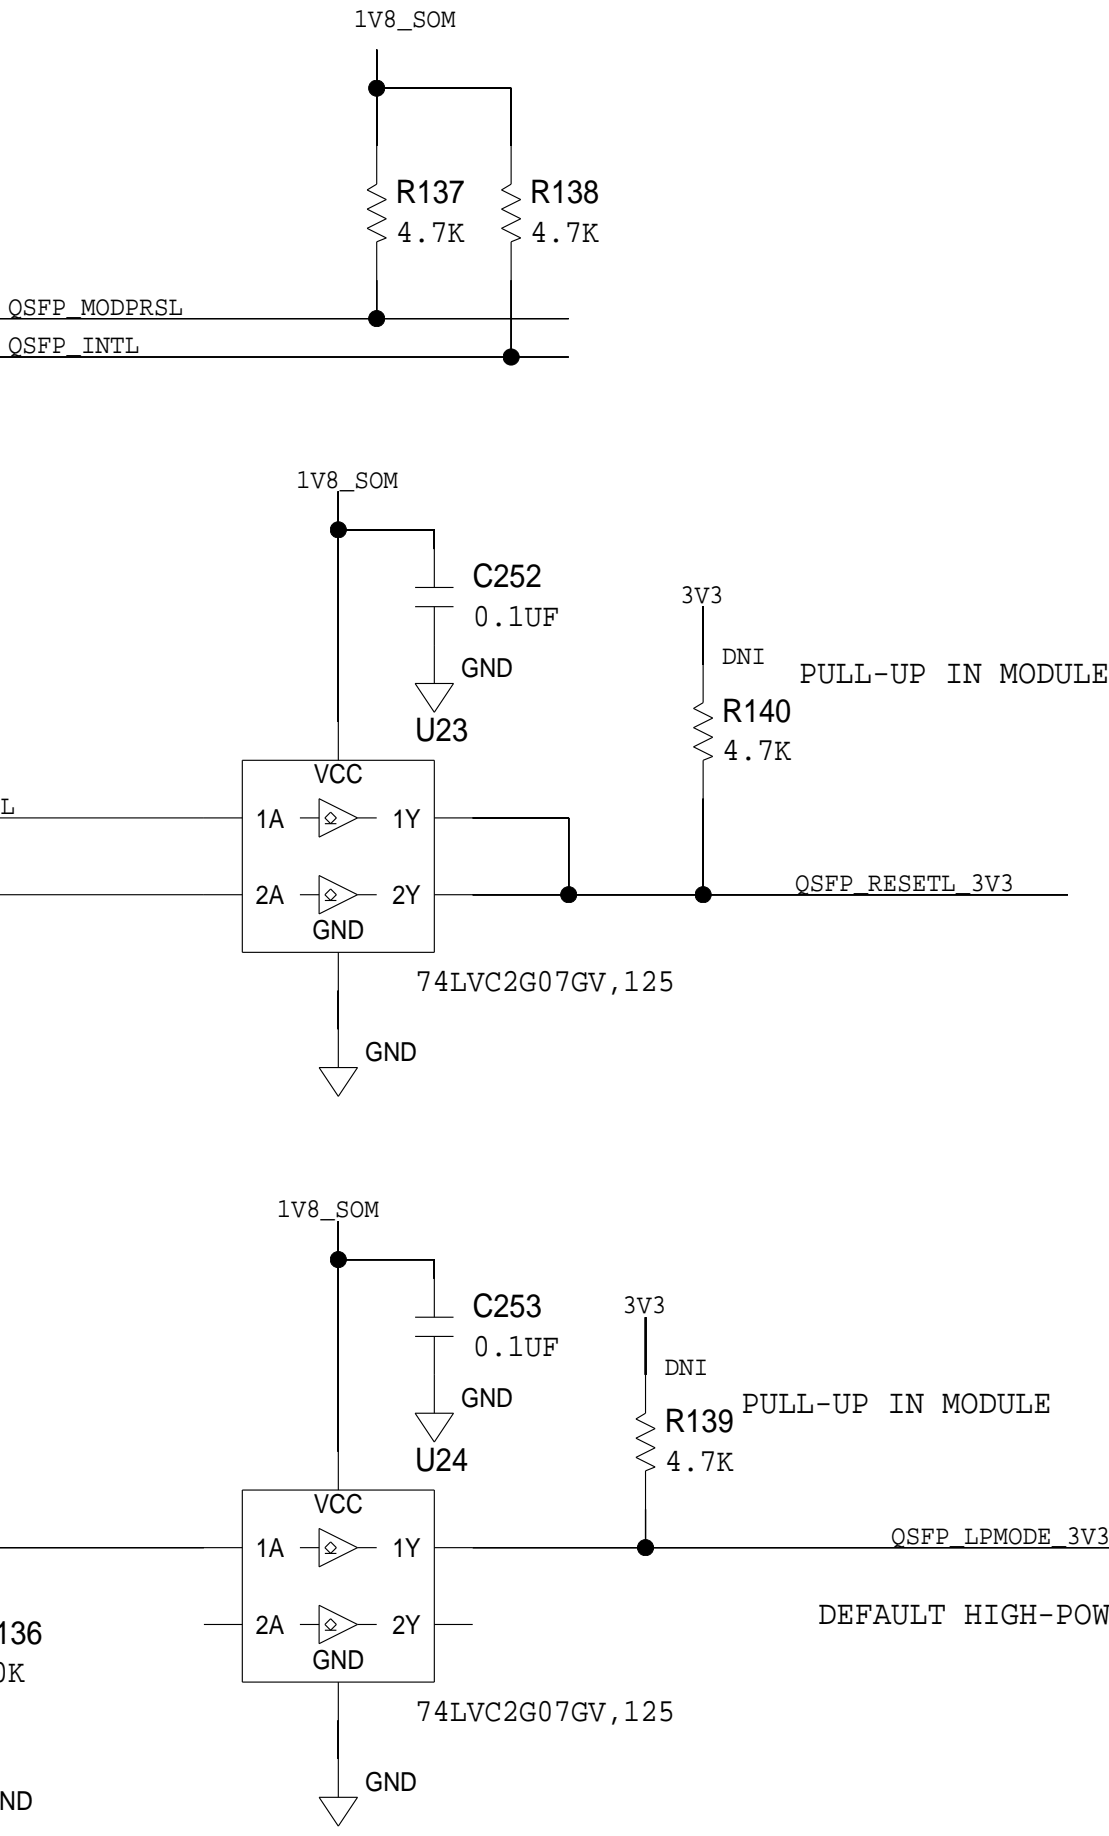 1V8_SOM
R137
4.7K
R138
4.7K
QSFP_MODPRSL
QSFP_INTL
1V8_SOM
C252
0.1UF
GND
U23
3V3
DNI
PULL-UP IN MODULE
R140
4.7K
VCC
L
1A
1Y
2A
2Y
GND
QSFP_RESETL_3V3
74LVC2G07GV,125
GND
1V8_SOM
C253
0.1UF
GND
U24
3V3
DNI
PULL-UP IN MODULE
R139
4.7K
VCC
1A
1Y
QSFP_LPMODE_3V3
2A
2Y
GND
DEFAULT HIGH-POW
136
0K
74LVC2G07GV,125
GND
ND